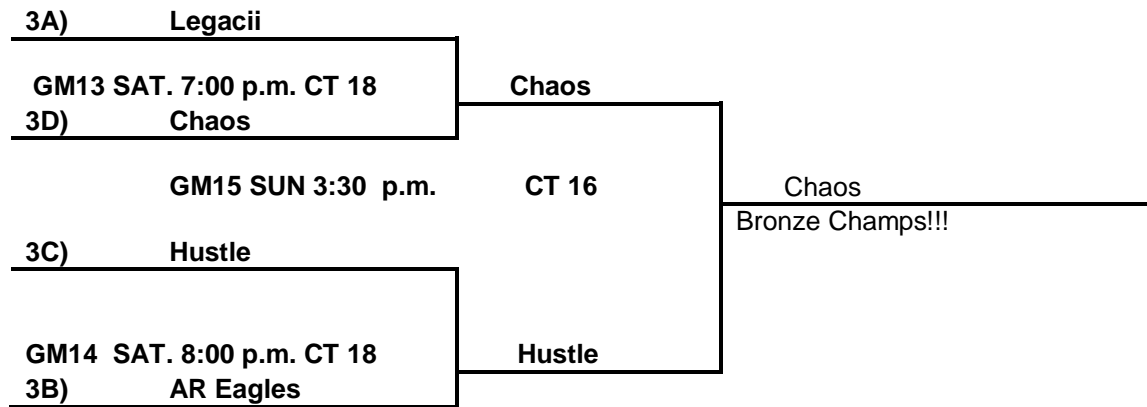 3A) Legacii
GM13 SAT. 7:00 p.m. CT 18
Chaos
3D) Chaos
GM15 SUN 3:30 p.m. CT 16
Chaos
Bronze Champs!!!
3C) Hustle
GM14 SAT. 8:00 p.m. CT 18
Hustle
3B) AR Eagles